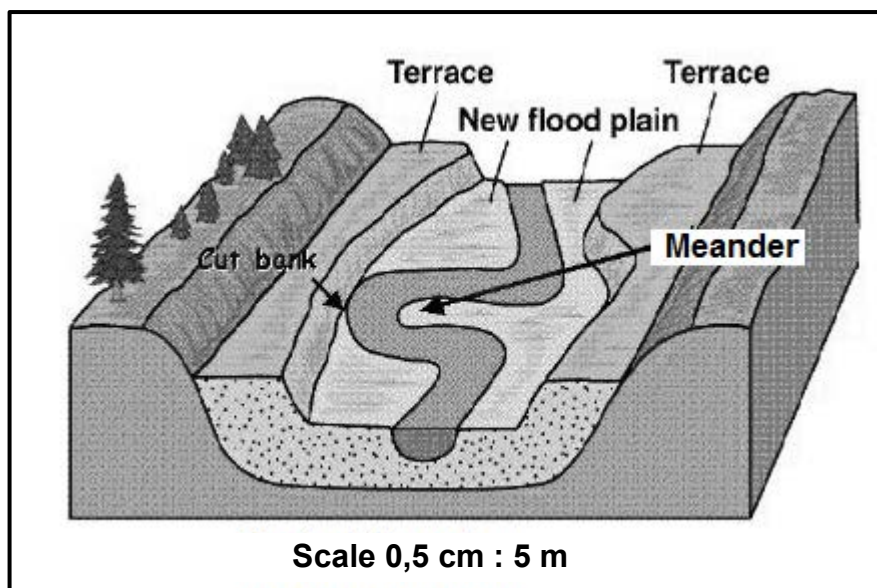 Terrace
Terrace
New flood plain
Meander
Cut bank
Scale 0,5 cm : 5 m